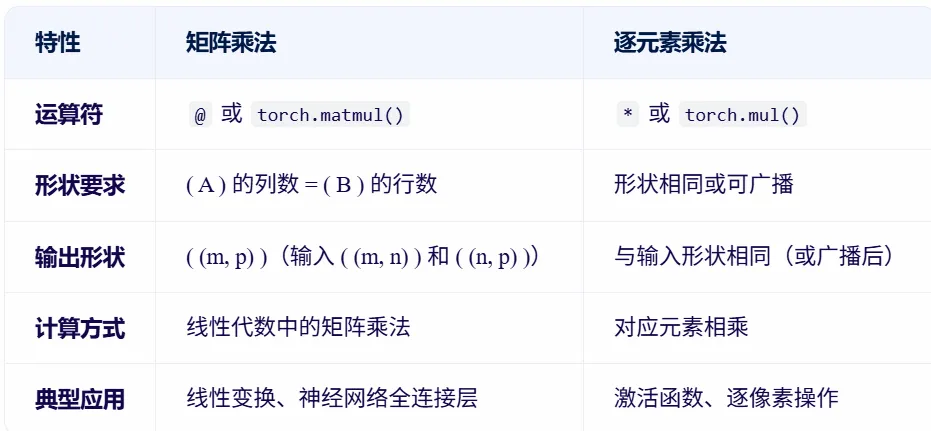 特性 矩阵乘法 逐元素乘法
运算符 @ 或 torch.matmul() * 或 torch.mul()
形状要求 ( A ) 的列数 = ( B ) 的行数 形状相同或可广播
输出形状 ( (m, p) )（输入 ( (m, n) ) 和 ( (n, p) )） 与输入形状相同（或广播后）
计算方式 线性代数中的矩阵乘法 对应元素相乘
典型应用 线性变换、神经网络全连接层 激活函数、逐像素操作